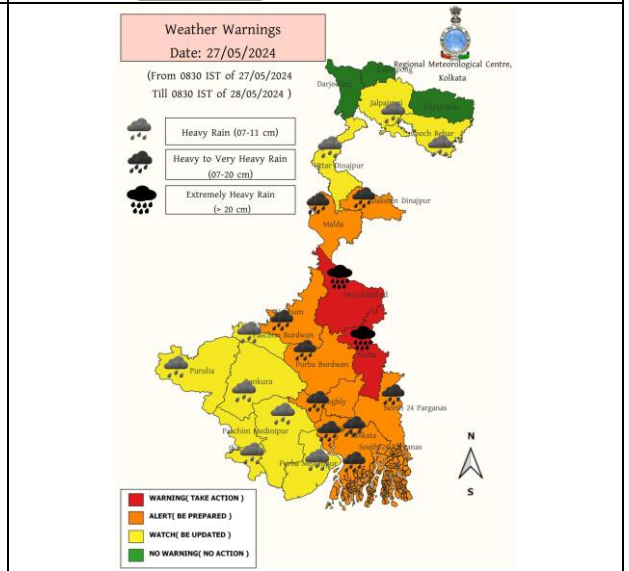 Weather Warnings
Date: 27/05/2024
(From 0830 IST of 27/05/2024
Till 0830 IST of 28/05/2024 )
Regional Meteorological Centre,
Kolkata
Heavy Rain (07-11 cm)
Heavy to Very Heavy Rain
(07-20 cm)
Extremely Heavy Rain
(> 20 cm)
Darjeeling
Jalpaiguri
Alipurduar
Cooch Behar
Uttar Dinajpur
Dakshin Dinajpur
Malda
Murshidabad
Paschim Burdwan
Nadia
Purba Burdwan
Purulia
Bankura
North 24 Parganas
Paschim Medinipur
Kolkata
South 24 Parganas
Purba Medinipur
N
S
WARNING( TAKE ACTION )
ALERT( BE PREPARED )
WATCH( BE UPDATED )
NO WARNING( NO ACTION )